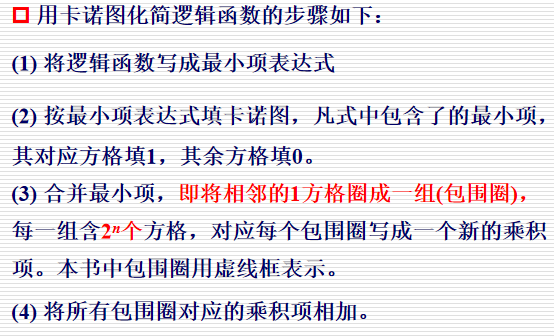 用卡诺图化简逻辑函数的步骤如下：
(1) 将逻辑函数写成最小项表达式
(2) 按最小项表达式填卡诺图，凡式中包含了的最小项，
其对应方格填1，其余方格填0。
(3) 合并最小项，即将相邻的1方格圈成一组(包围圈)，
每一组含2ⁿ个方格，对应每个包围圈写成一个新的乘积
项。本书中包围圈用虚线框表示。
(4) 将所有包围圈对应的乘积项相加。